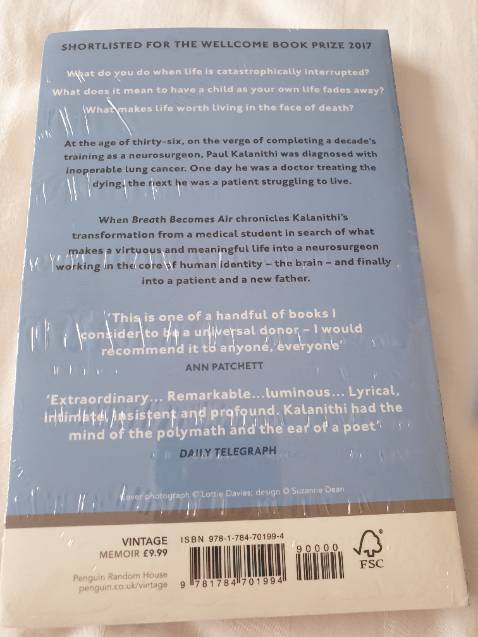 SHORTLISTED FOR THE WELLCOME BOOK PRIZE 2017
What do you do when life is catastrophically interrupted?
What does it mean to have a child as your own life fades away?
What makes life worth living in the face of death?
At the age of thirty-six, on the verge of completing a decade's
training as a neurosurgeon, Paul Kalanithi was diagnosed with
inoperable lung cancer. One day he was a doctor treating the
dying, the next he was a patient struggling to live.
When Breath Becomes Air chronicles Kalanithi's
transformation from a medical student in search of what
makes a virtuous and meaningful life into a neurosurgeon
working in the core of human identity – the brain – and finally
into a patient and a new father.
'This is one of a handful of books I
consider to be a universal donor – I would
recommend it to anyone, everyone'
ANN PATCHETT
'Extraordinary... Remarkable...luminous... Lyrical,
intimate, insistent and profound. Kalanithi had the
mind of the polymath and the ear of a poet'
DAILY TELEGRAPH
Cover photograph © Lottie Davies; design © Suzanne Dean
VINTAGE
MEMOIR £9.99
Penguin Random House
penguin.co.uk/vintage
ISBN 978-1-784-70199-4
90000
9 781784 701994
FSC